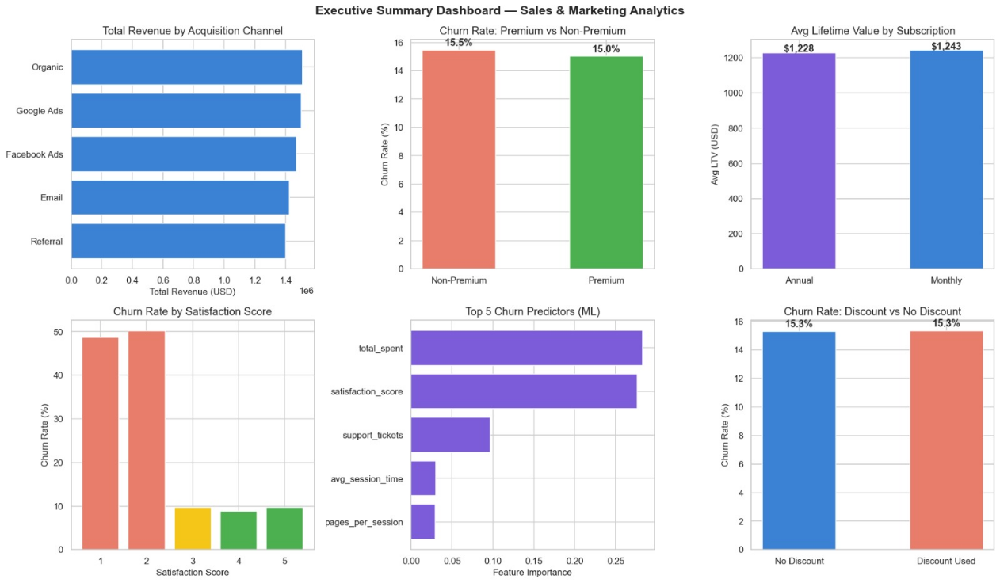 Executive Summary Dashboard — Sales & Marketing Analytics
Total Revenue by Acquisition Channel
Organic
Google Ads
Facebook Ads
Email
Referral
0.0 0.2 0.4 0.6 0.8 1.0 1.2 1.4
1e6
Total Revenue (USD)
Churn Rate: Premium vs Non-Premium
Churn Rate (%)
16
14
12
10
8
6
4
2
0
15.5%
15.0%
Non-Premium Premium
Avg Lifetime Value by Subscription
Avg LTV (USD)
1200
1000
800
600
400
200
0
$1,228
$1,243
Annual Monthly
Churn Rate by Satisfaction Score
Churn Rate (%)
50
40
30
20
10
0
1 2 3 4 5
Satisfaction Score
Top 5 Churn Predictors (ML)
total_spent
satisfaction_score
support_tickets
avg_session_time
pages_per_session
0.00 0.05 0.10 0.15 0.20 0.25
Feature Importance
Churn Rate: Discount vs No Discount
Churn Rate (%)
16
14
12
10
8
6
4
2
0
15.3%
15.3%
No Discount Discount Used